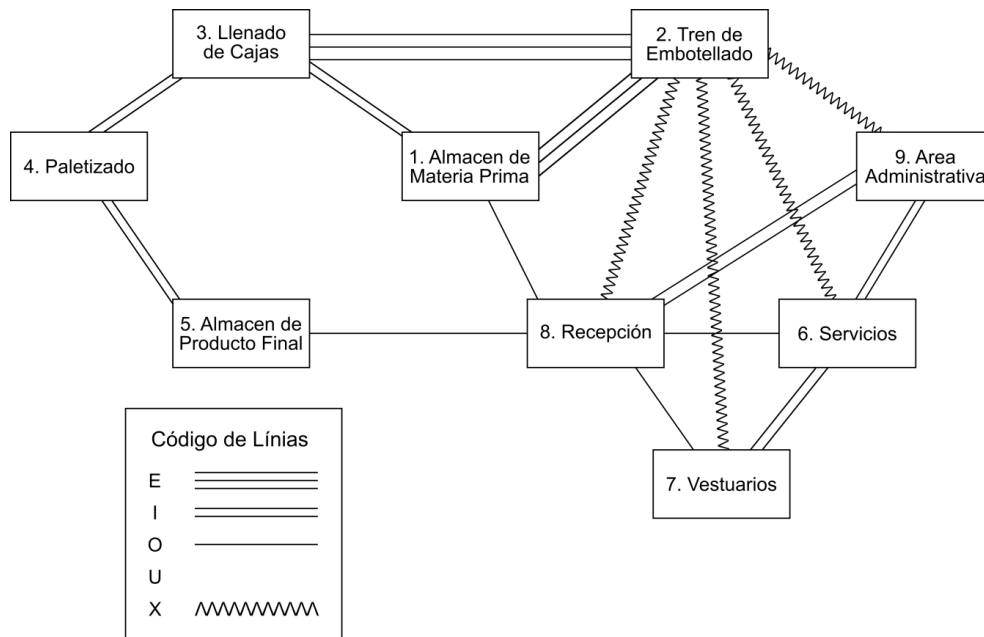 3. Llenado
de Cajas
2. Tren de
Embotellado
4. Paletizado
1. Almacen de
Materia Prima
9. Area
Administrativa
5. Almacen de
Producto Final
8. Recepción
6. Servicios
7. Vestuarios
Código de Línias
E
I
O
U
X